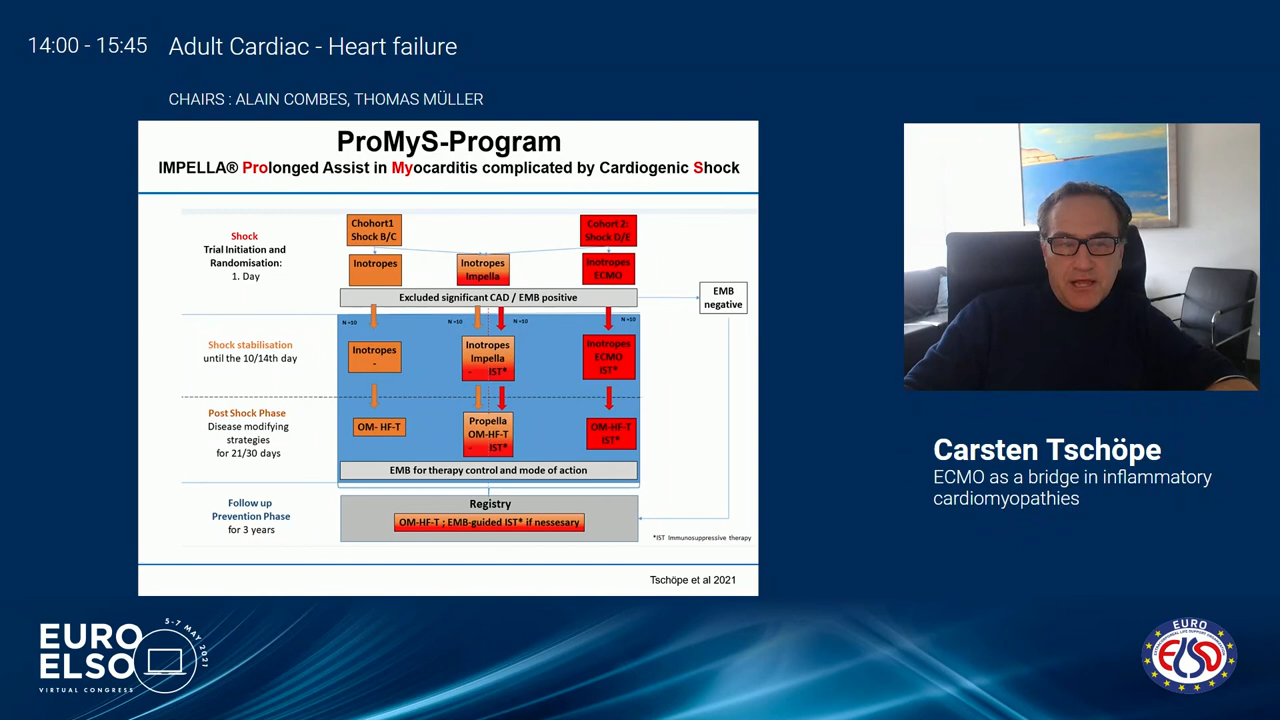 14:00 - 15:45 Adult Cardiac - Heart failure
CHAIRS : ALAIN COMBES, THOMAS MÜLLER
ProMyS-Program
IMPELLA® Prolonged Assist in Myocarditis complicated by Cardiogenic Shock
Shock
Trial Initiation and
Randomisation:
1. Day
Chohort1
Shock B/C
Cohort 2:
Shock D/E
Inotropes
Inotropes
Impella
Inotropes
ECMO
Excluded significant CAD / EMB positive
EMB
negative
N =10
N =10
N =10
N =10
Shock stabilisation
until the 10/14th day
Inotropes
-
Inotropes
Impella
- IST*
Inotropes
ECMO
IST*
Post Shock Phase
Disease modifying
strategies
for 21/30 days
OM- HF-T
Propella
OM-HF-T
- IST*
OM-HF-T
IST*
EMB for therapy control and mode of action
Follow up
Prevention Phase
for 3 years
Registry
OM-HF-T ; EMB-guided IST* if nessesary
*IST Immunosuppressive therapy
Tschöpe et al 2021
Carsten Tschöpe
ECMO as a bridge in inflammatory
cardiomyopathies
EURO
ELSO
VIRTUAL CONGRESS
5-7 MAY 2021
EURO
ELSO